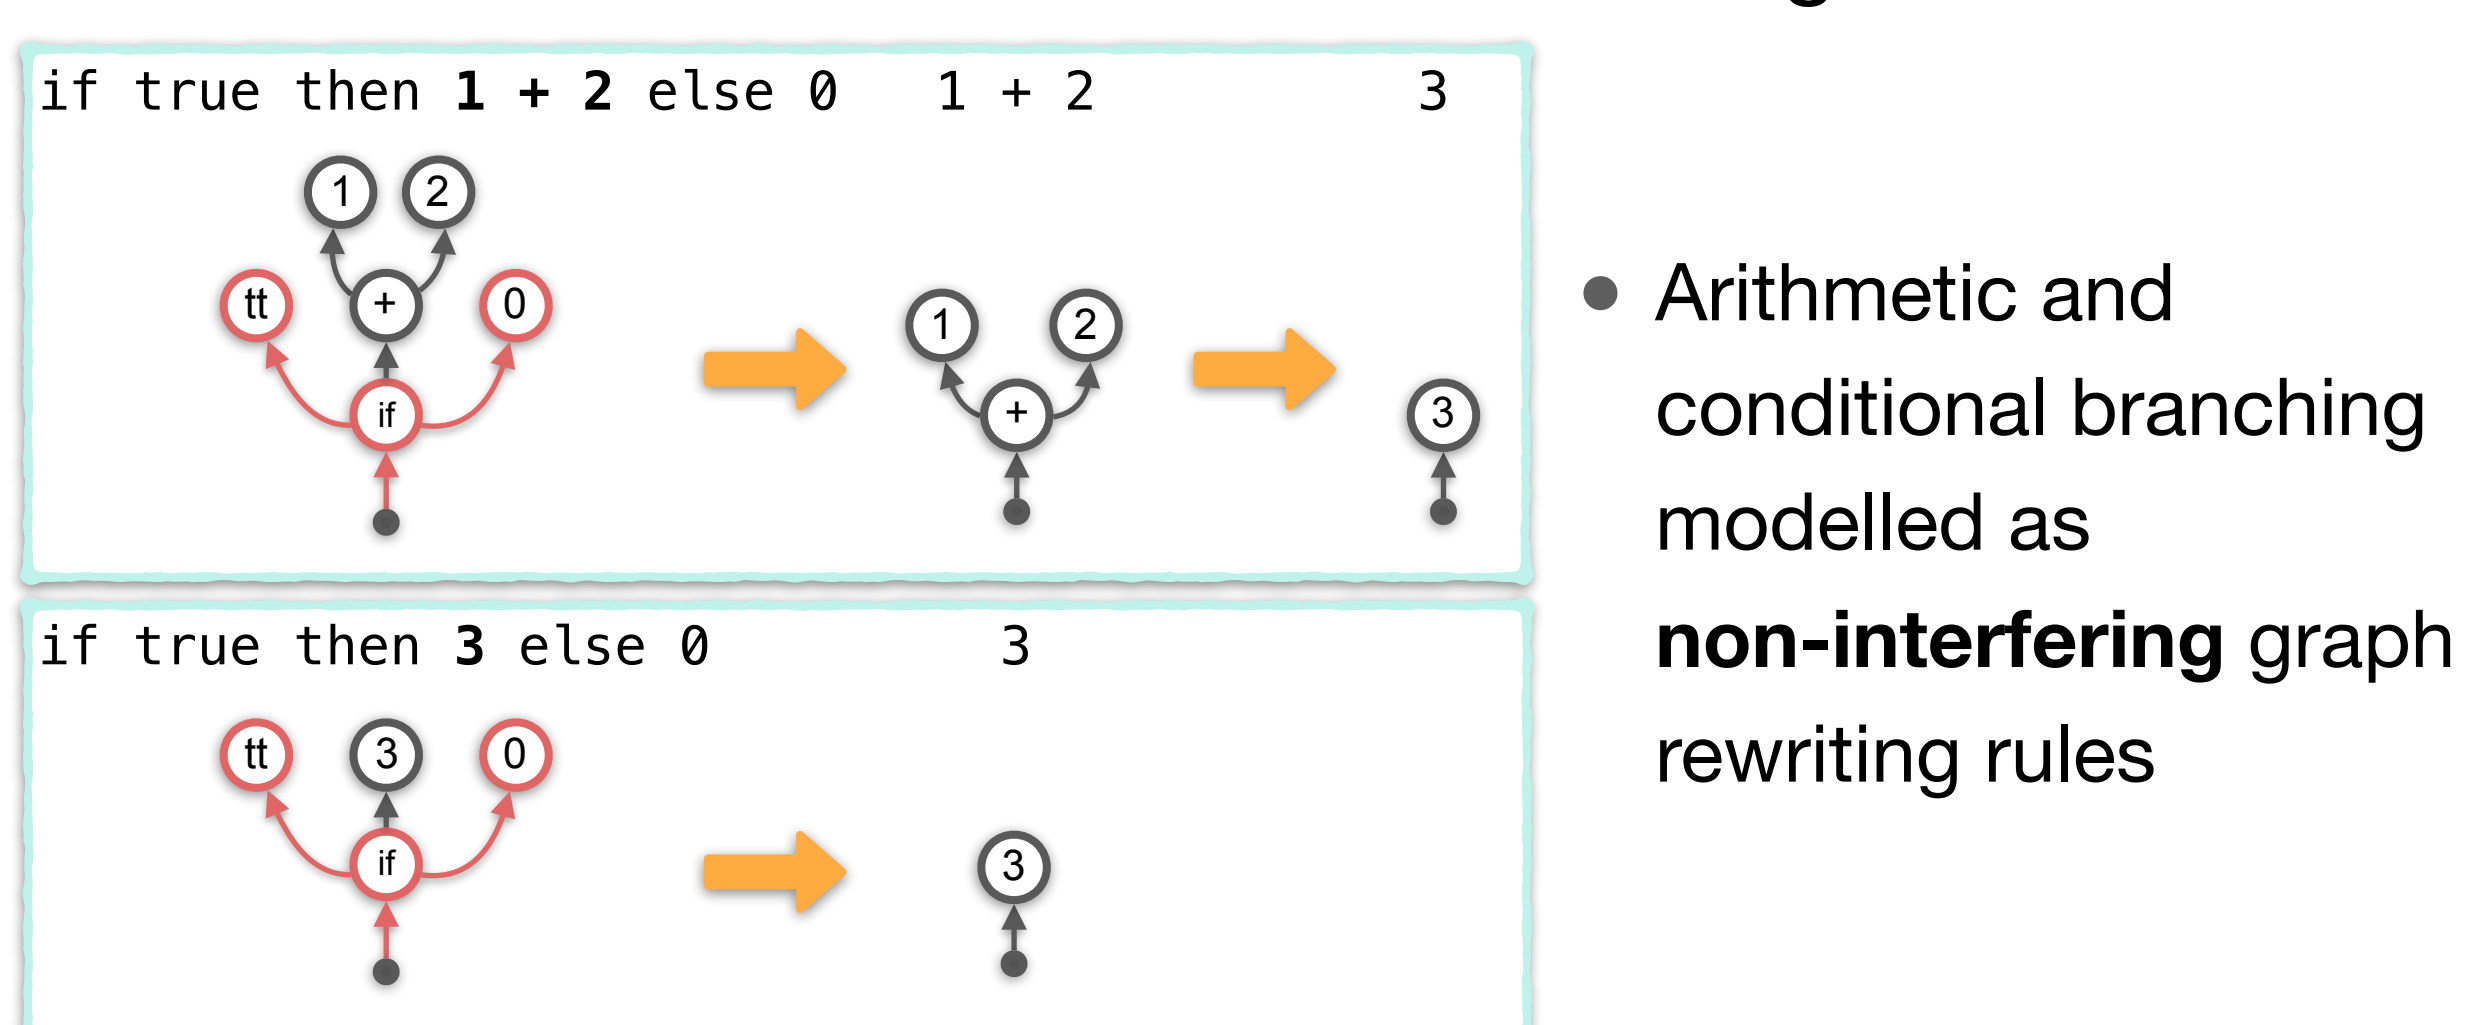 if true then 1 + 2 else 0 1 + 2 3
1 2
tt + 0
1 2
if + 3
if true then 3 else 0 3
tt 3 0
if 3
• Arithmetic and
conditional branching
modelled as
non-interfering graph
rewriting rules